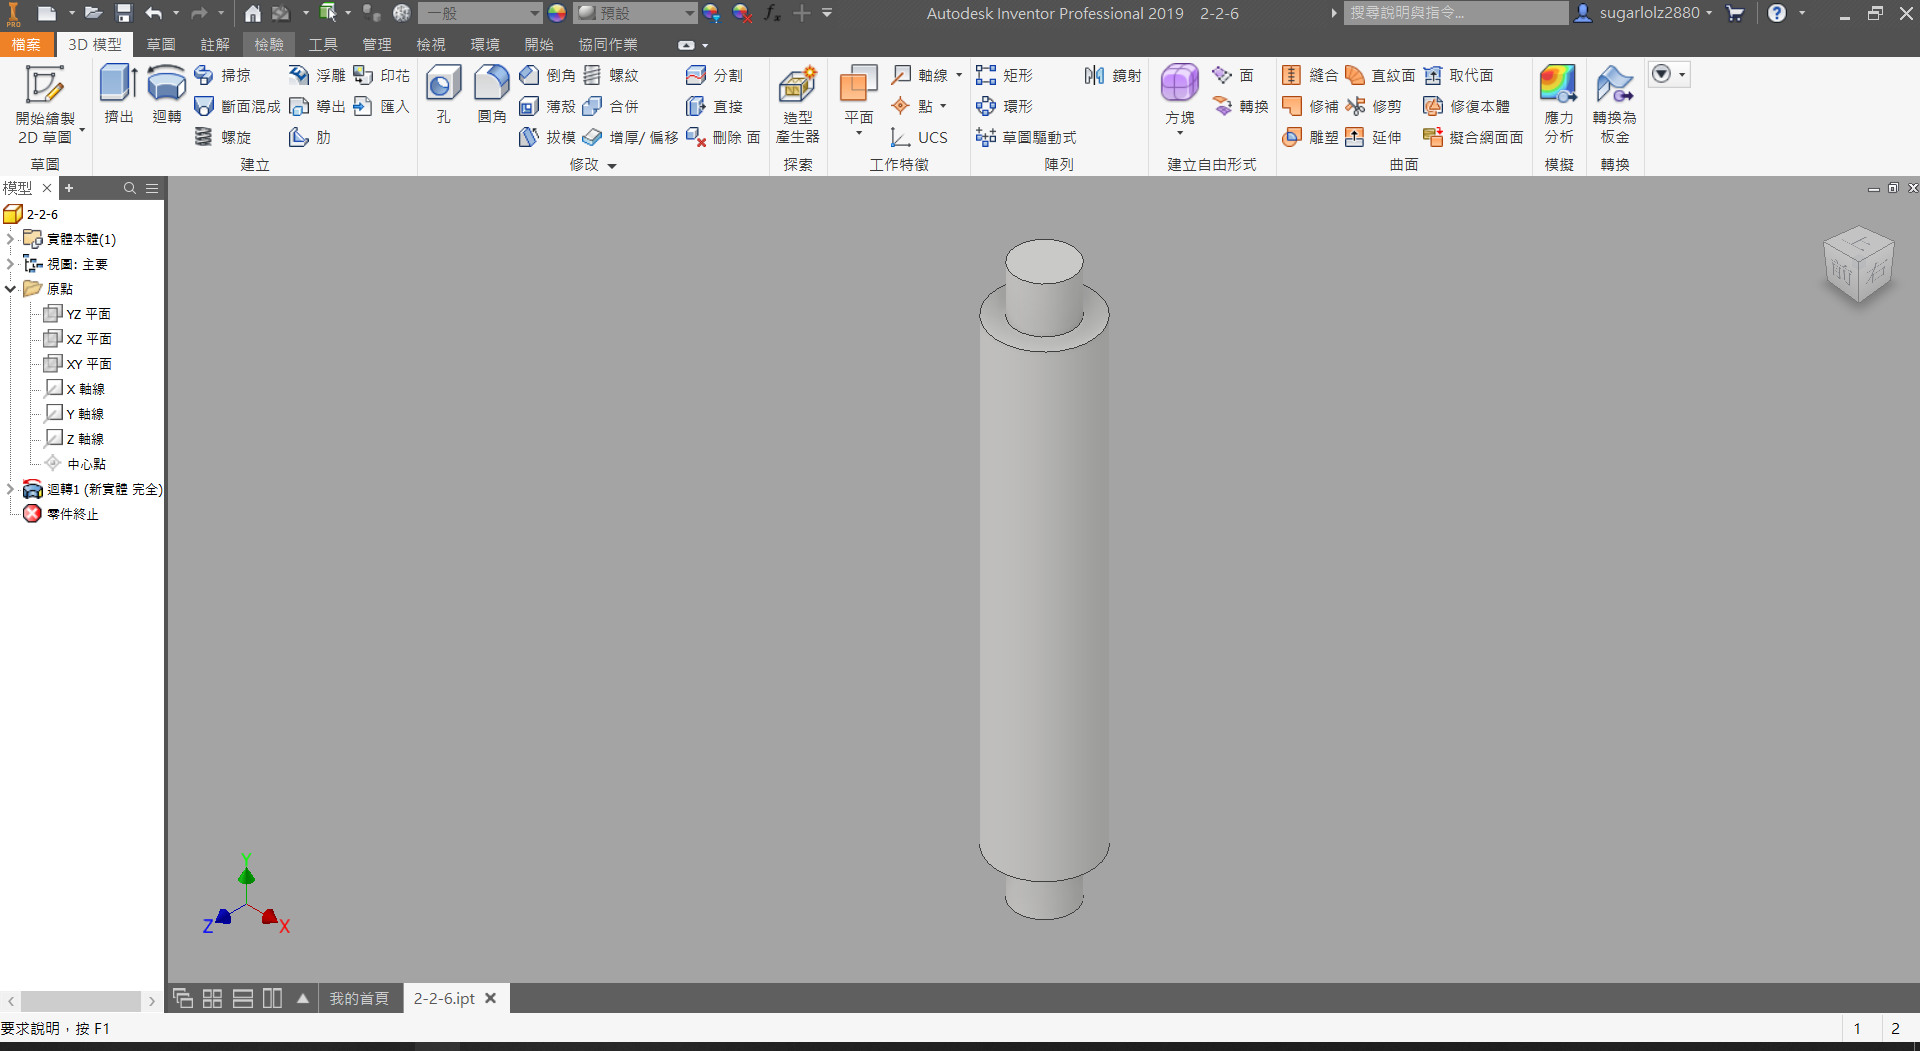 PRO
一般
預設
fx
Autodesk Inventor Professional 2019 2-2-6
搜尋說明與指令...
sugarlolz2880
檔案 3D 模型 草圖 註解 檢驗 工具 管理 檢視 環境 開始 協同作業
開始繪製
2D 草圖
草圖
擠出
迴轉
掃掠
斷面混成
螺旋
浮雕
導出
肋
印花
匯入
建立
孔
圓角
倒角
薄殼
拔模
螺紋
合併
增厚/ 偏移
分割
直接
刪除 面
修改
造型
產生器
探索
平面
軸線
點
UCS
工作特徵
矩形
環形
草圖驅動式
鏡射
陣列
方塊
面
轉換
建立自由形式
縫合
修補
雕塑
直紋面
修剪
延伸
取代面
修復本體
擬合網面面
曲面
應力
分析
模擬
轉換為
板金
轉換
模型
2-2-6
實體本體(1)
視圖: 主要
原點
YZ 平面
XZ 平面
XY 平面
X 軸線
Y 軸線
Z 軸線
中心點
迴轉1 (新實體 完全)
零件終止
上
前
右
Y
Z
X
我的首頁
2-2-6.ipt
要求說明，按 F1
1 2